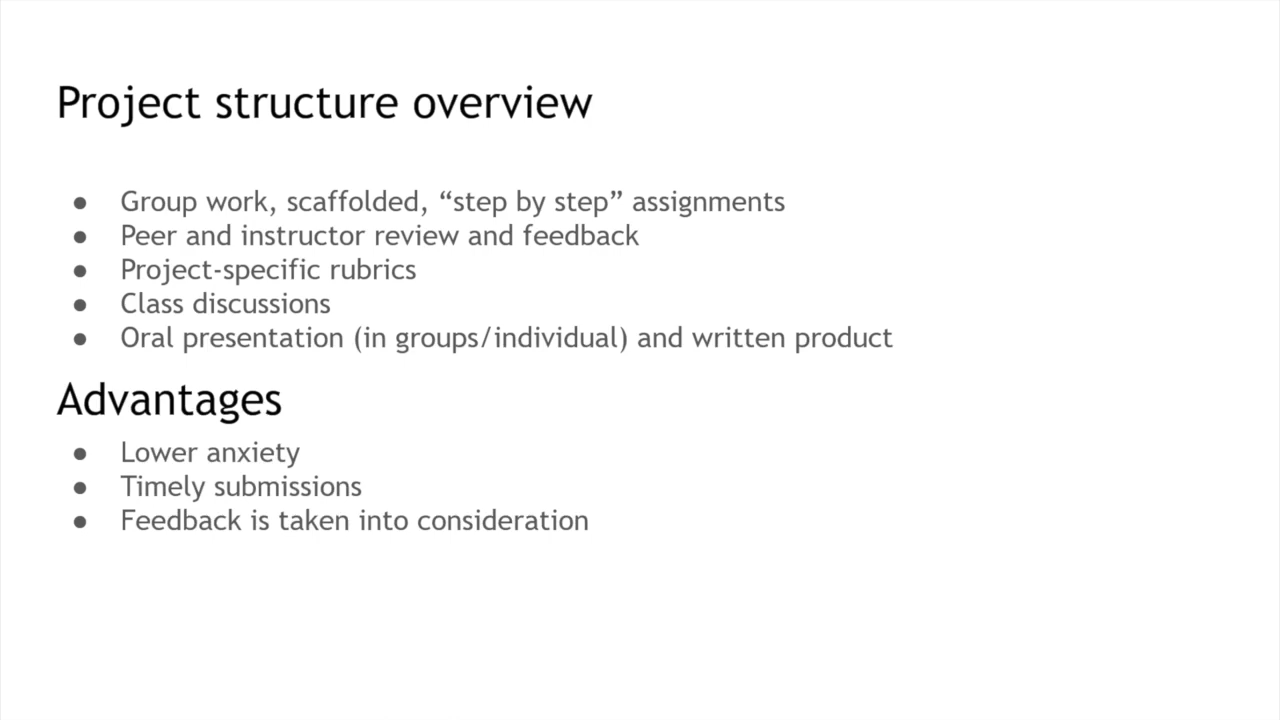 Project structure overview
● Group work, scaffolded, “step by step” assignments
● Peer and instructor review and feedback
● Project-specific rubrics
● Class discussions
● Oral presentation (in groups/individual) and written product
Advantages
● Lower anxiety
● Timely submissions
● Feedback is taken into consideration